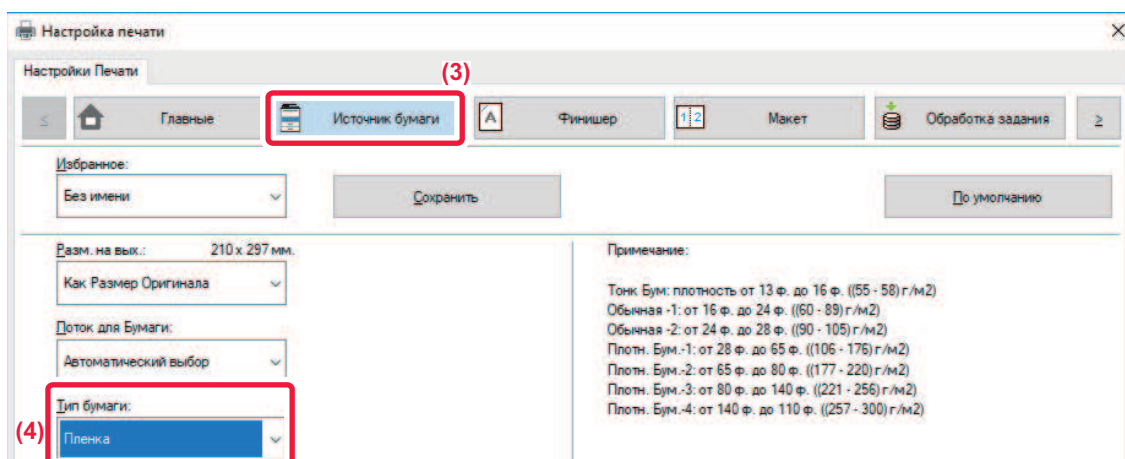 Настройка печати
Настройки Печати
(3)
< Главные Источник бумаги A Финишер 1 2 Макет Обработка задания >
Избранное:
Без имени Сохранить По умолчанию
Разм. на вых.: 210 x 297 мм.
Как Размер Оригинала
Лоток для Бумаги:
Автоматический выбор
Тип бумаги:
(4) Пленка
Примечание:
Тонк Бум: плотность от 13 ф. до 16 ф. ((55 - 58) г/м2)
Обычная -1: от 16 ф. до 24 ф. ((60 - 89) г/м2)
Обычная -2: от 24 ф. до 28 ф. ((90 - 105) г/м2)
Плотн. Бум.-1: от 28 ф. до 65 ф. ((106 - 176) г/м2)
Плотн. Бум.-2: от 65 ф. до 80 ф. ((177 - 220) г/м2)
Плотн. Бум.-3: от 80 ф. до 140 ф. ((221 - 256) г/м2)
Плотн. Бум.-4: от 140 ф. до 110 ф. ((257 - 300) г/м2)